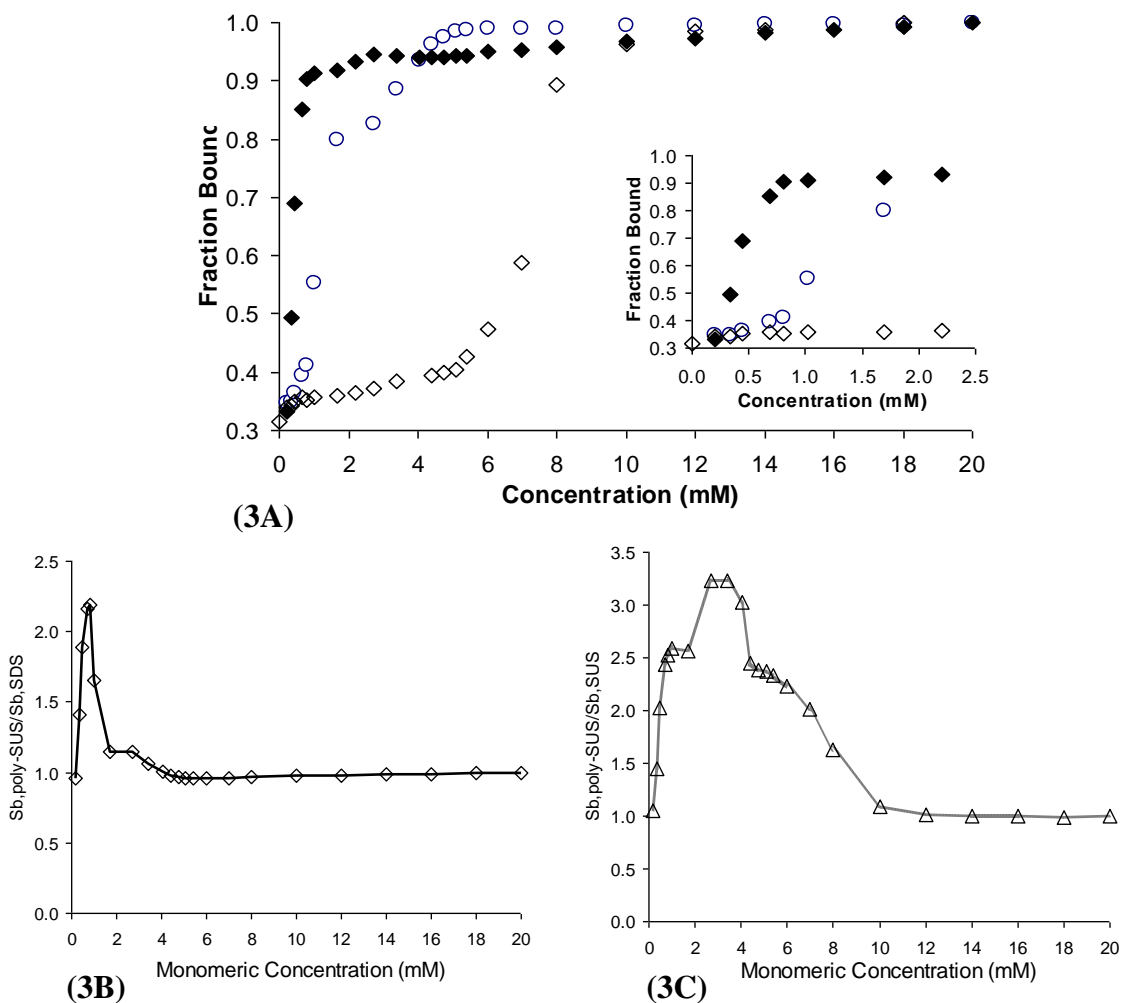 1.0
0.9
0.8
0.7
0.6
0.5
0.4
0.3
Fraction Bound
0 2 4 6 8 10 12 14 16 18 20
Concentration (mM)
1.0
0.9
0.8
0.7
0.6
0.5
0.4
0.3
Fraction Bound
0.0 0.5 1.0 1.5 2.0 2.5
Concentration (mM)
(3A)
2.5
2.0
1.5
1.0
0.5
0.0
Sb,poly-SUS/Sb,SDS
0 2 4 6 8 10 12 14 16 18 20
Monomeric Concentration (mM)
(3B)
3.5
3.0
2.5
2.0
1.5
1.0
0.5
0.0
Sb,poly-SUS/Sb,SUS
0 2 4 6 8 10 12 14 16 18 20
Monomeric Concentration (mM)
(3C)